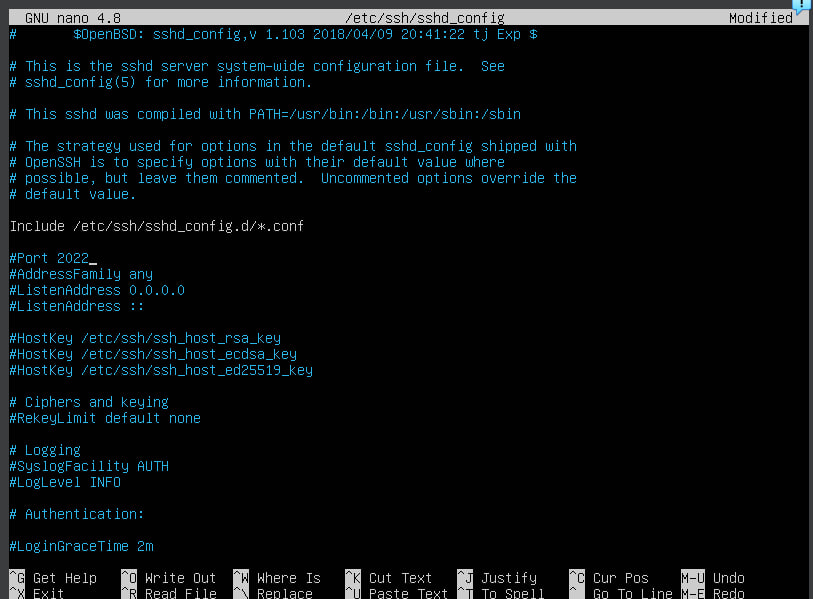 GNU nano 4.8 /etc/ssh/sshd_config Modified
# $OpenBSD: sshd_config,v 1.103 2018/04/09 20:41:22 tj Exp $
# This is the sshd server system-wide configuration file. See
# sshd_config(5) for more information.
# This sshd was compiled with PATH=/usr/bin:/bin:/usr/sbin:/sbin
# The strategy used for options in the default sshd_config shipped with
# OpenSSH is to specify options with their default value where
# possible, but leave them commented. Uncommented options override the
# default value.
Include /etc/ssh/sshd_config.d/*.conf
#Port 2022
#AddressFamily any
#ListenAddress 0.0.0.0
#ListenAddress ::
#HostKey /etc/ssh/ssh_host_rsa_key
#HostKey /etc/ssh/ssh_host_ecdsa_key
#HostKey /etc/ssh/ssh_host_ed25519_key
# Ciphers and keying
#RekeyLimit default none
# Logging
#SyslogFacility AUTH
#LogLevel INFO
# Authentication:
#LoginGraceTime 2m
^G Get Help ^O Write Out ^W Where Is ^K Cut Text ^J Justify ^C Cur Pos M-U Undo
^X Exit ^R Read File ^\ Replace ^U Paste Text ^T To Spell ^_ Go To Line M-E Redo